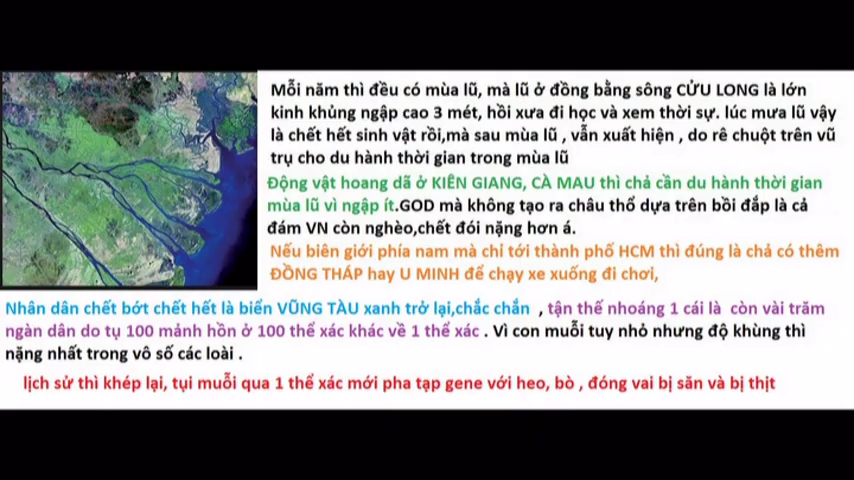 Mỗi năm thì đều có mùa lũ, mà lũ ở đồng bằng sông CỬU LONG là lớn
kinh khủng ngập cao 3 mét, hồi xưa đi học và xem thời sự. lúc mưa lũ vậy
là chết hết sinh vật rồi,mà sau mùa lũ , vẫn xuất hiện , do rê chuột trên vũ
trụ cho du hành thời gian trong mùa lũ
Động vật hoang dã ở KIÊN GIANG, CÀ MAU thì chả cần du hành thời gian
mùa lũ vì ngập ít.GOD mà không tạo ra châu thổ dựa trên bồi đắp là cả
đám VN còn nghèo,chết đói nặng hơn á.
Nếu biên giới phía nam mà chỉ tới thành phố HCM thì đúng là chả có thêm
ĐỒNG THÁP hay U MINH để chạy xe xuống đi chơi,
Nhân dân chết bớt chết hết là biển VŨNG TÀU xanh trở lại,chắc chắn , tận thế nhoáng 1 cái là còn vài trăm
ngàn dân do tụ 100 mảnh hồn ở 100 thể xác khác về 1 thể xác . Vì con muỗi tuy nhỏ nhưng độ khùng thì
nặng nhất trong vô số các loài .
lịch sử thì khép lại, tụi muỗi qua 1 thể xác mới pha tạp gene với heo, bò , đóng vai bị săn và bị thịt